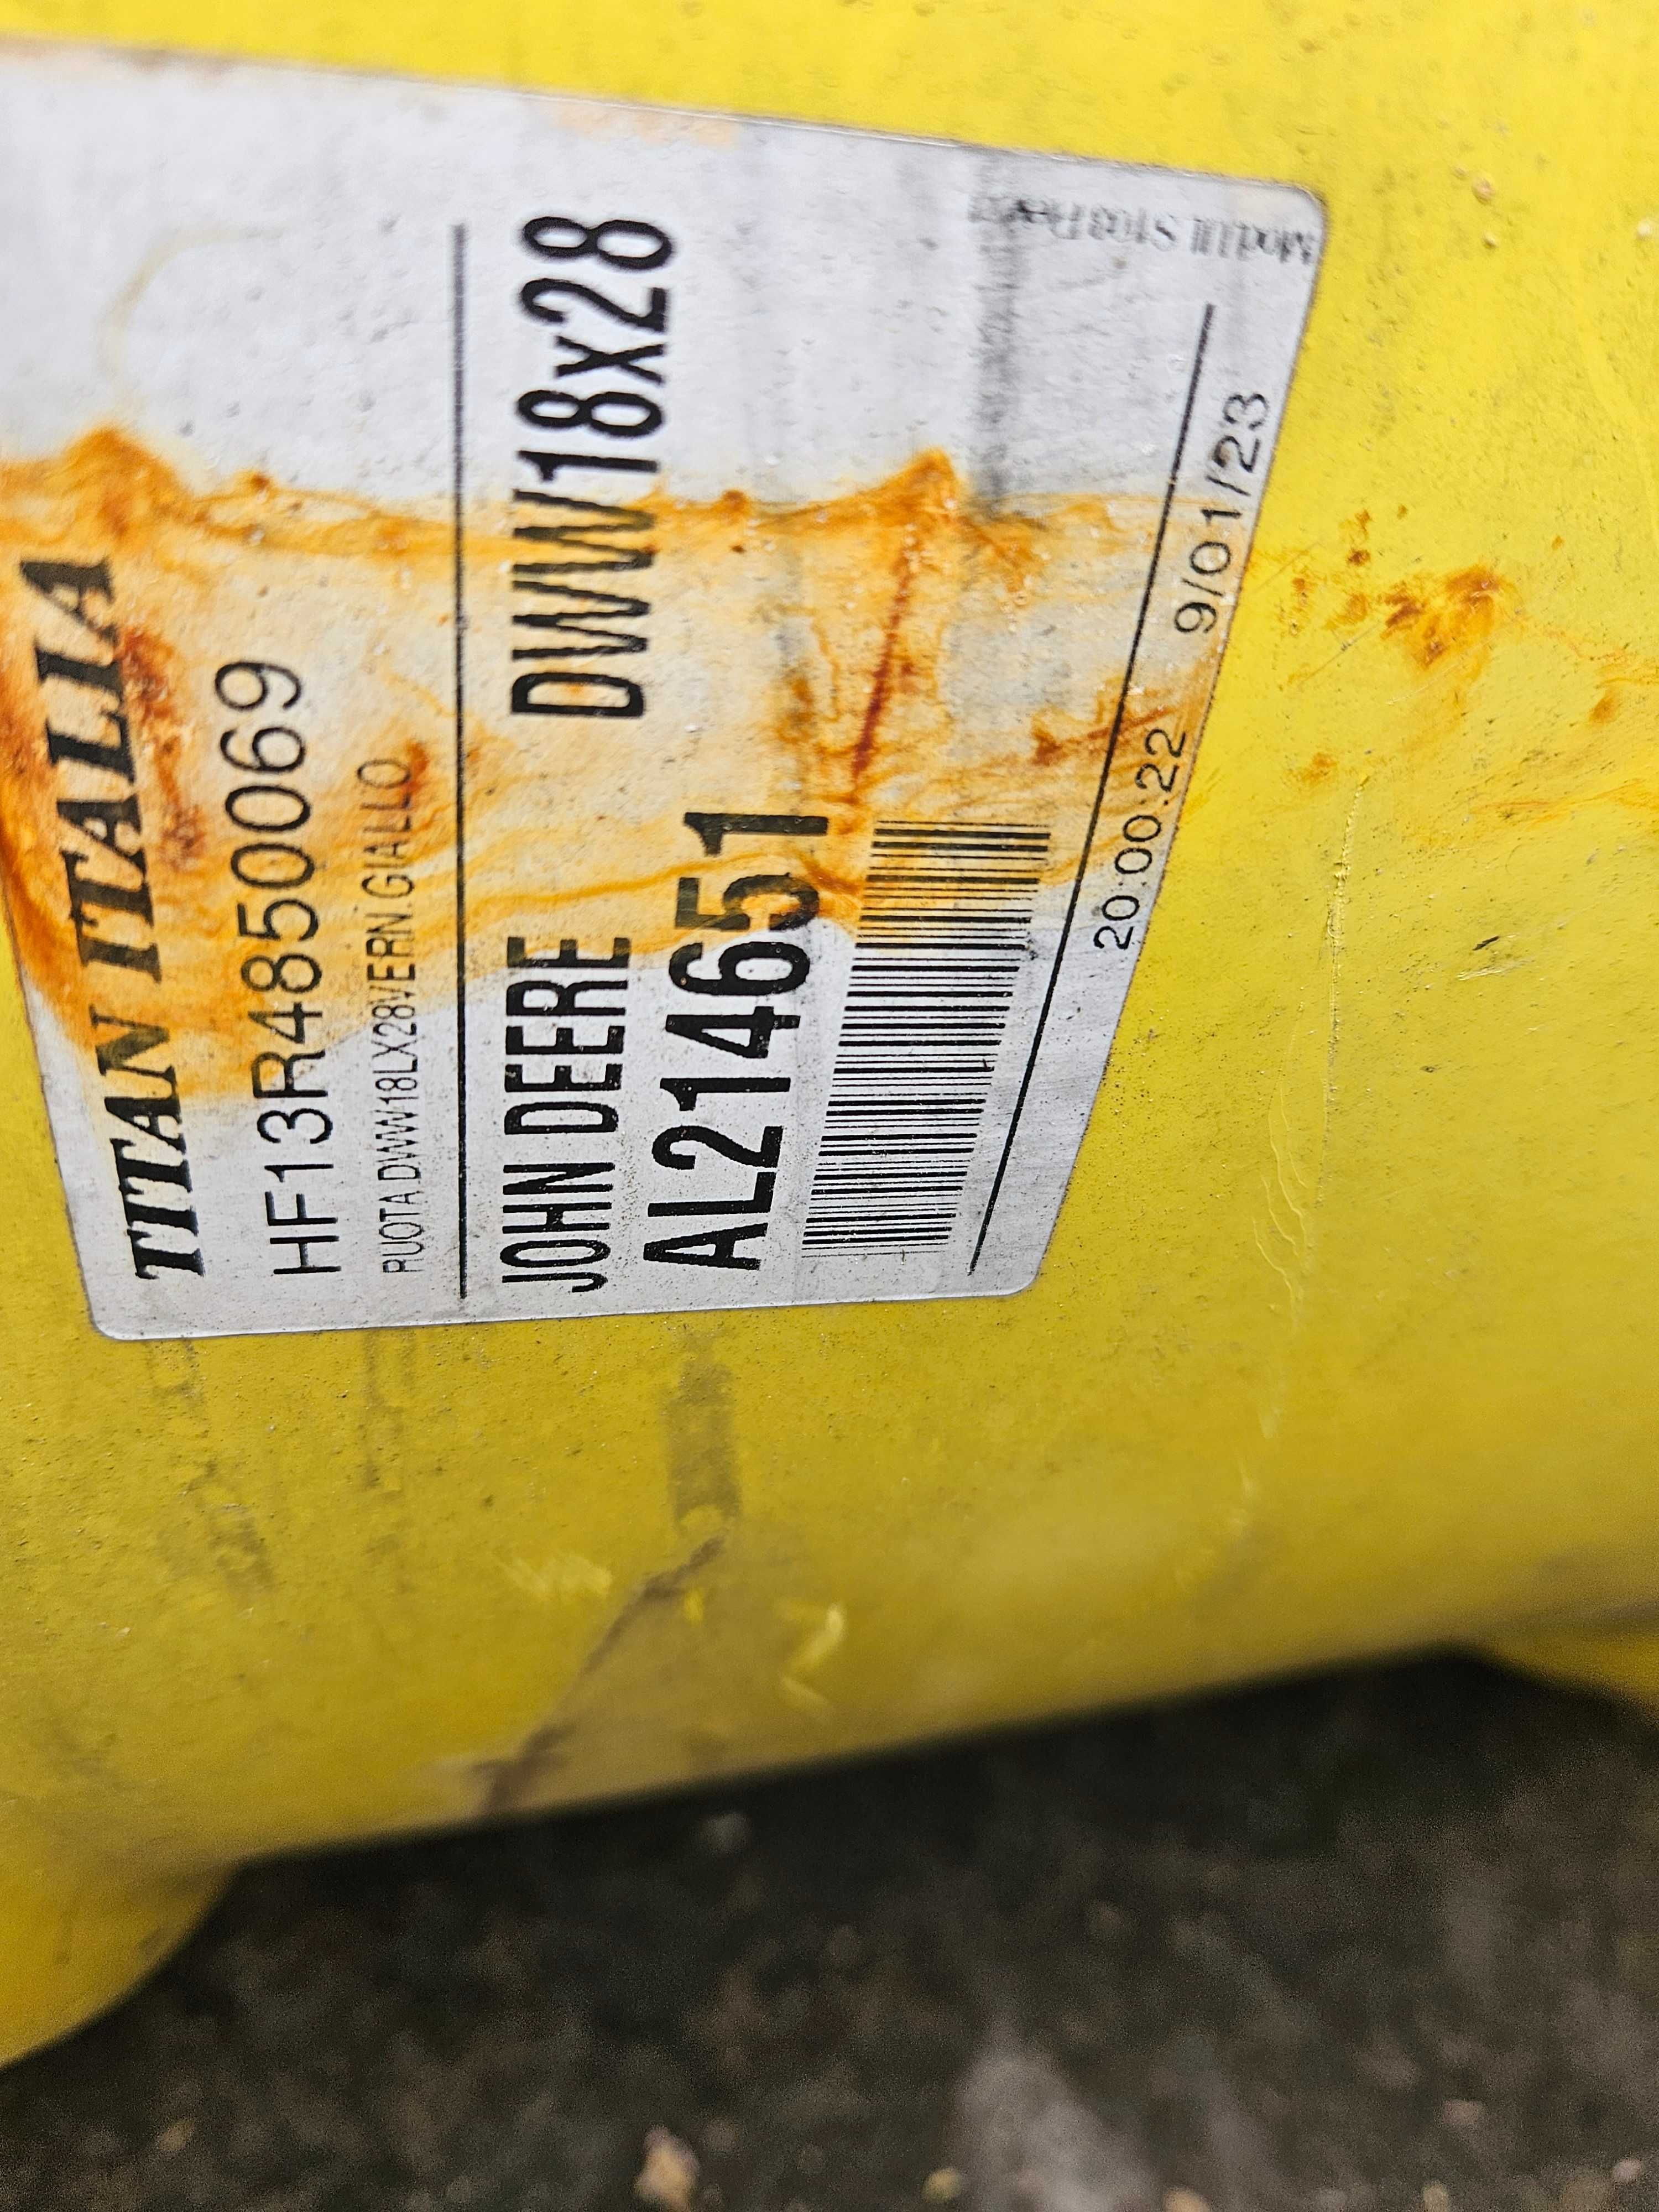 TITAN ITALIA
HF13R4850069
RUOTA DWW18LX28VERN.GIALLO
JOHN DEERE DWW18x28
AL214651
20:00:22 9/01/23